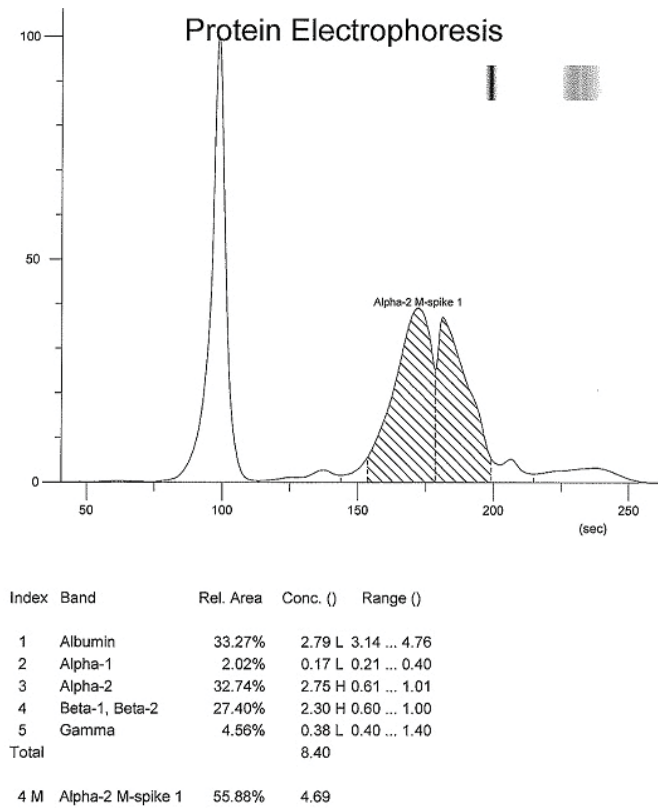 Protein Electrophoresis
100
50
0
Alpha-2 M-spike 1
50 100 150 200 250
(sec)
Index Band Rel. Area Conc. () Range ()
1 Albumin 33.27% 2.79 L 3.14 ... 4.76
2 Alpha-1 2.02% 0.17 L 0.21 ... 0.40
3 Alpha-2 32.74% 2.75 H 0.61 ... 1.01
4 Beta-1, Beta-2 27.40% 2.30 H 0.60 ... 1.00
5 Gamma 4.56% 0.38 L 0.40 ... 1.40
Total 8.40
4 M Alpha-2 M-spike 1 55.88% 4.69